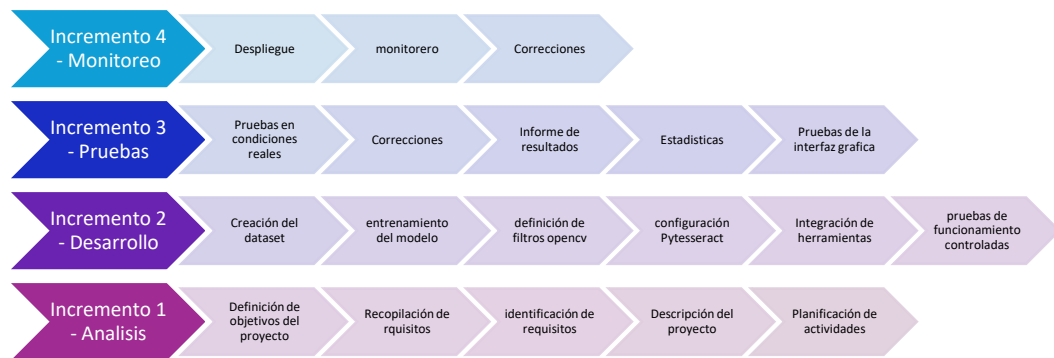 Incremento 4
- Monitoreo
Despliegue
monitorero
Correcciones
Incremento 3
- Pruebas
Pruebas en
condiciones
reales
Correcciones
Informe de
resultados
Estadisticas
Pruebas de la
interfaz grafica
Incremento 2
- Desarrollo
Creación del
dataset
entrenamiento
del modelo
definición de
filtros opencv
configuración
Pytesseract
Integración de
herramientas
pruebas de
funcionamiento
controladas
Incremento 1
- Analisis
Definición de
objetivos del
proyecto
Recopilación de
rquisitos
identificación de
requisitos
Descripción del
proyecto
Planificación de
actividades